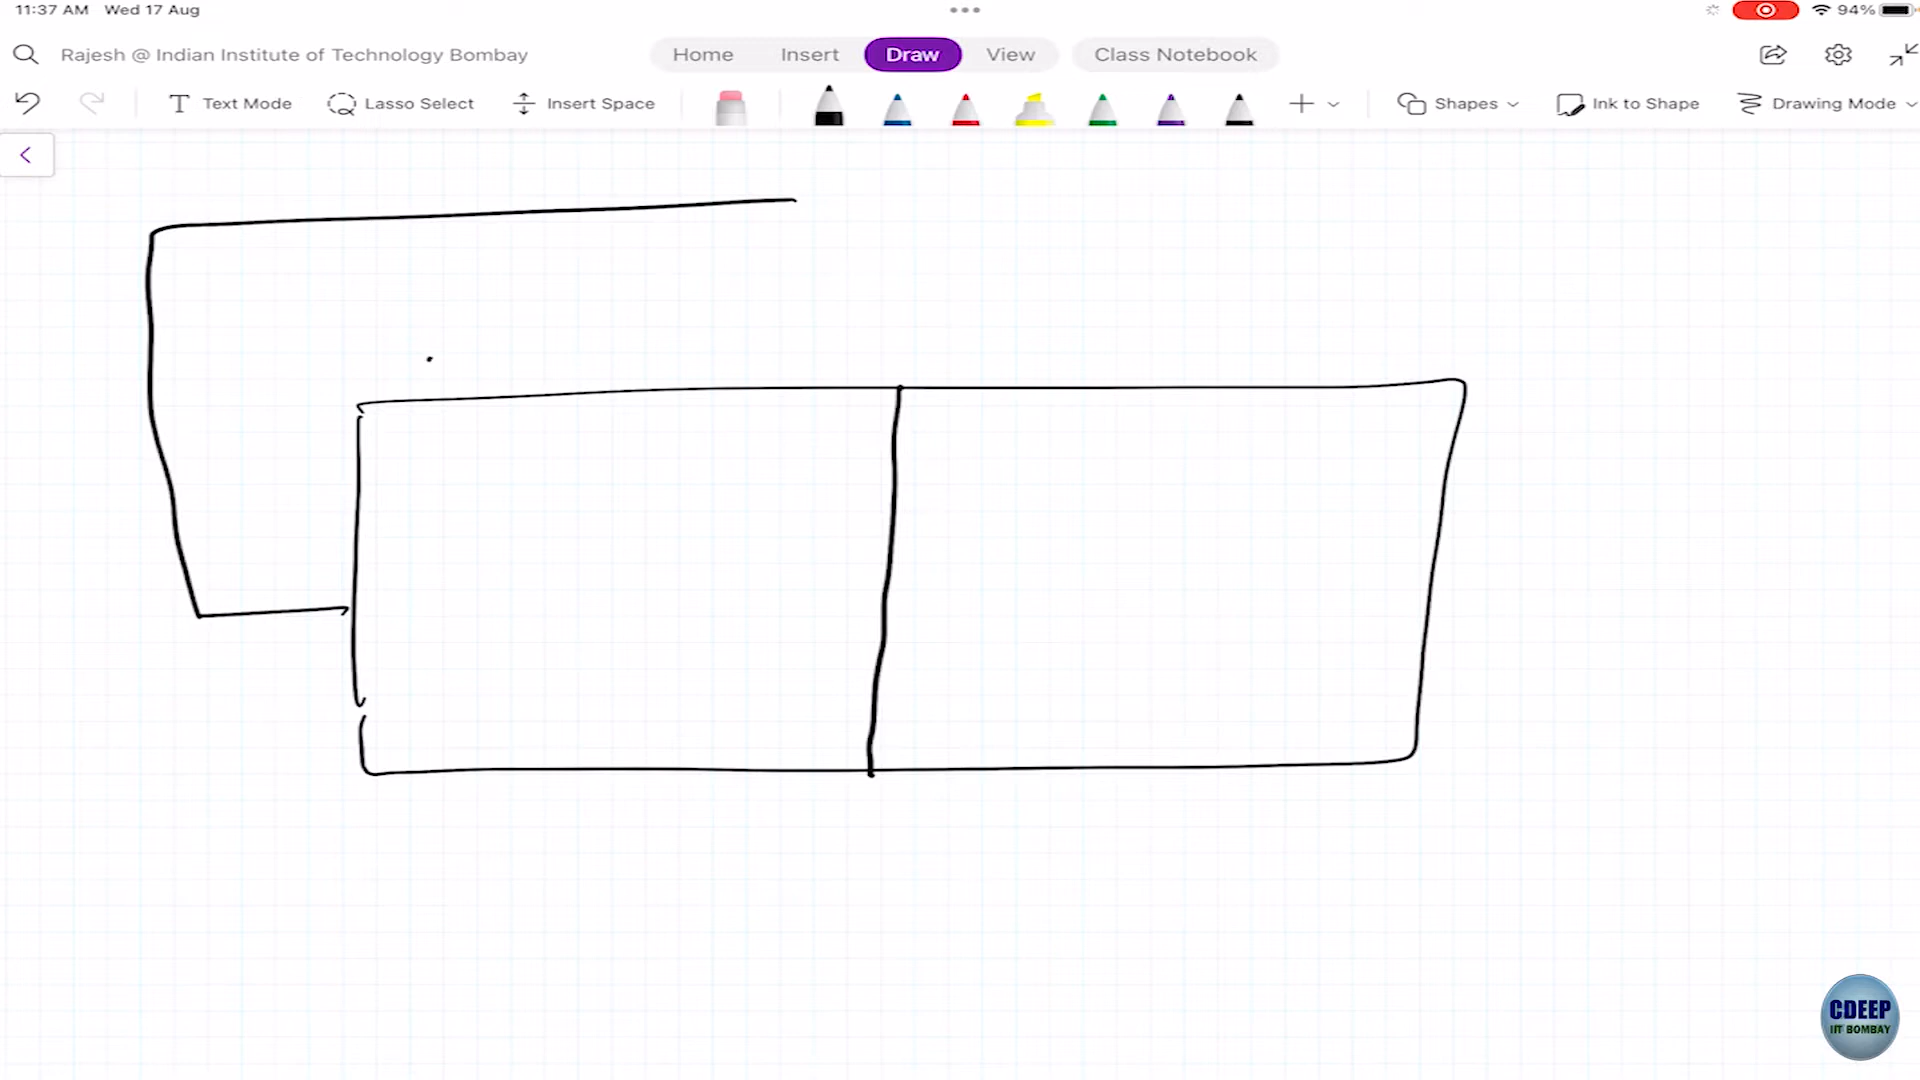 11:37 AM Wed 17 Aug
94%
Rajesh @ Indian Institute of Technology Bombay
Home
Insert
Draw
View
Class Notebook
Text Mode
Lasso Select
Insert Space
Shapes
Ink to Shape
Drawing Mode
CDEEP
IIT BOMBAY